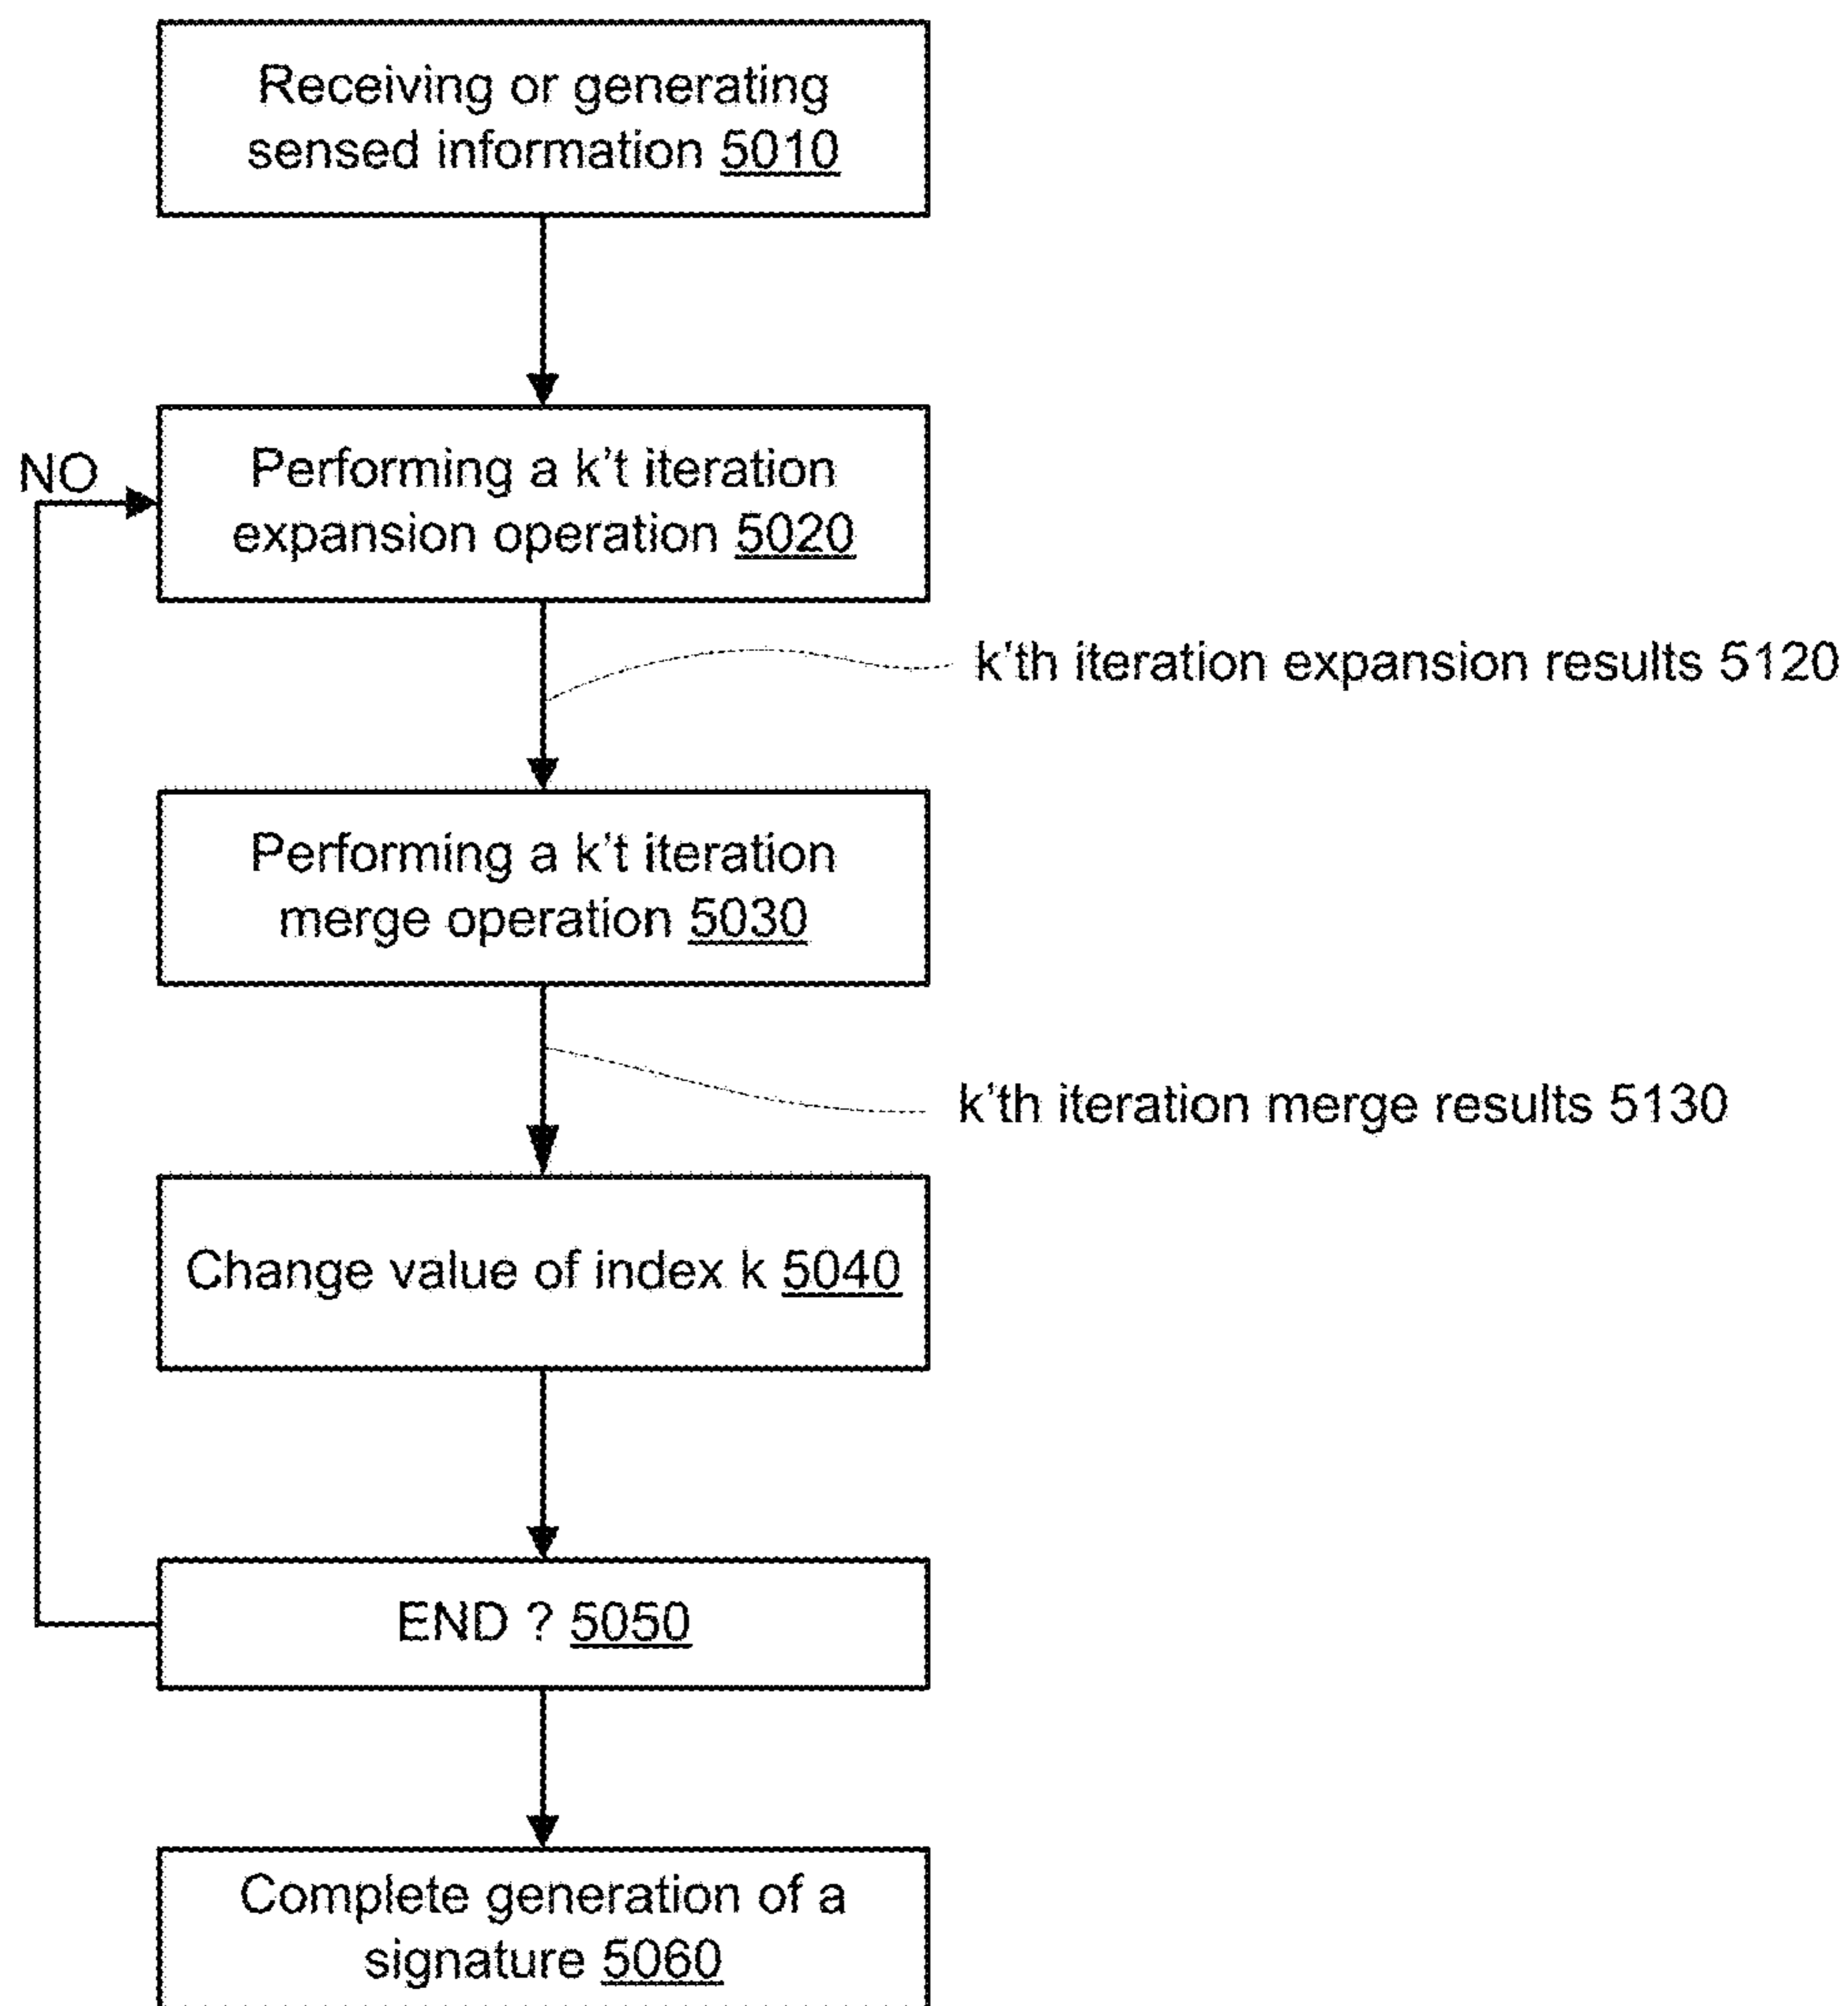 Receiving or generating
sensed information 5010
NO
Performing a k't iteration
expansion operation 5020
k'th iteration expansion results 5120
Performing a k't iteration
merge operation 5030
k'th iteration merge results 5130
Change value of index k 5040
END ? 5050
Complete generation of a
signature 5060